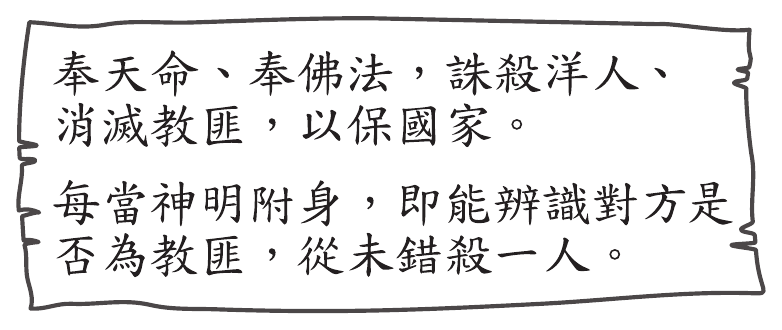 奉天命、奉佛法，誅殺洋人、
消滅教匪，以保國家。
每當神明附身，即能辨識對方是
否為教匪，從未錯殺一人。